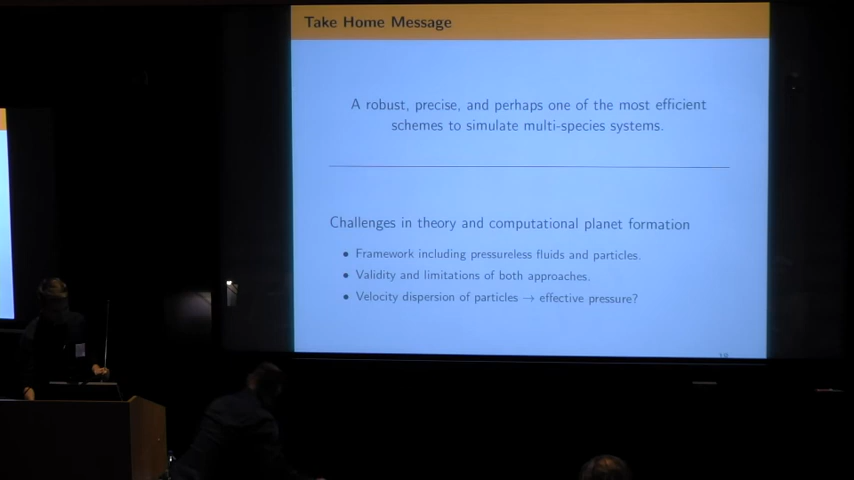 Take Home Message
A robust, precise, and perhaps one of the most efficient
schemes to simulate multi-species systems.
Challenges in theory and computational planet formation
• Framework including pressureless fluids and particles.
• Validity and limitations of both approaches.
• Velocity dispersion of particles → effective pressure?